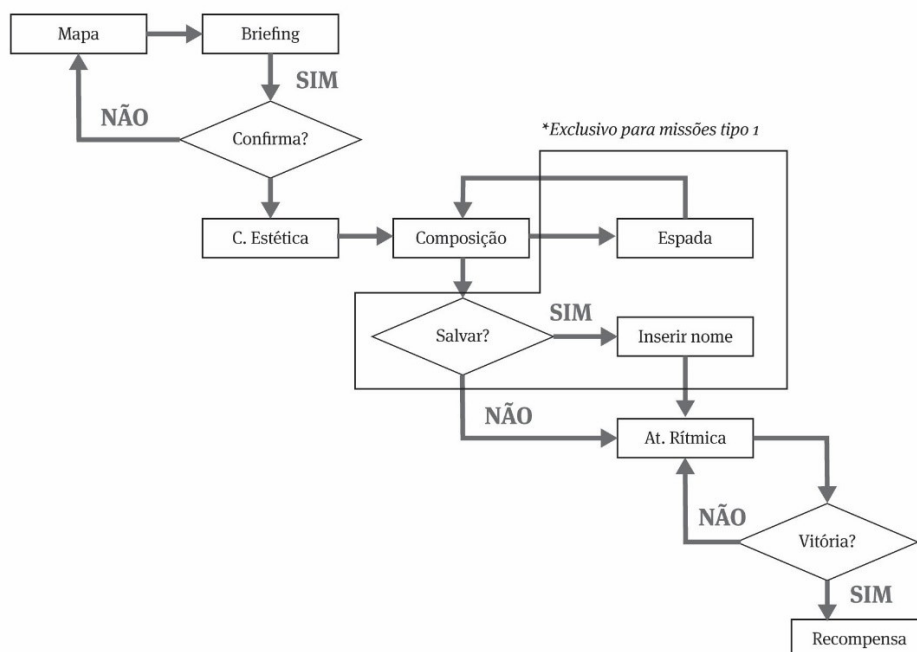 Mapa
Briefing
SIM
NÃO
Confirma?
*Exclusivo para missões tipo 1
C. Estética
Composição
Espada
SIM
Salvar?
Inserir nome
NÃO
At. Rítmica
NÃO
Vitória?
SIM
Recompensa